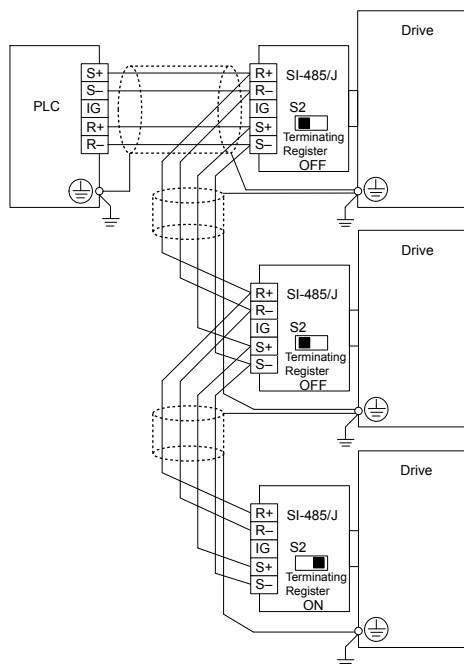 Drive
PLC
S+
S–
IG
R+
R–
R+
R–
IG
S+
S–
SI-485/J
S2
Terminating
Register
OFF
Drive
R+
R–
IG
S+
S–
SI-485/J
S2
Terminating
Register
OFF
Drive
R+
R–
IG
S+
S–
SI-485/J
S2
Terminating
Register
ON